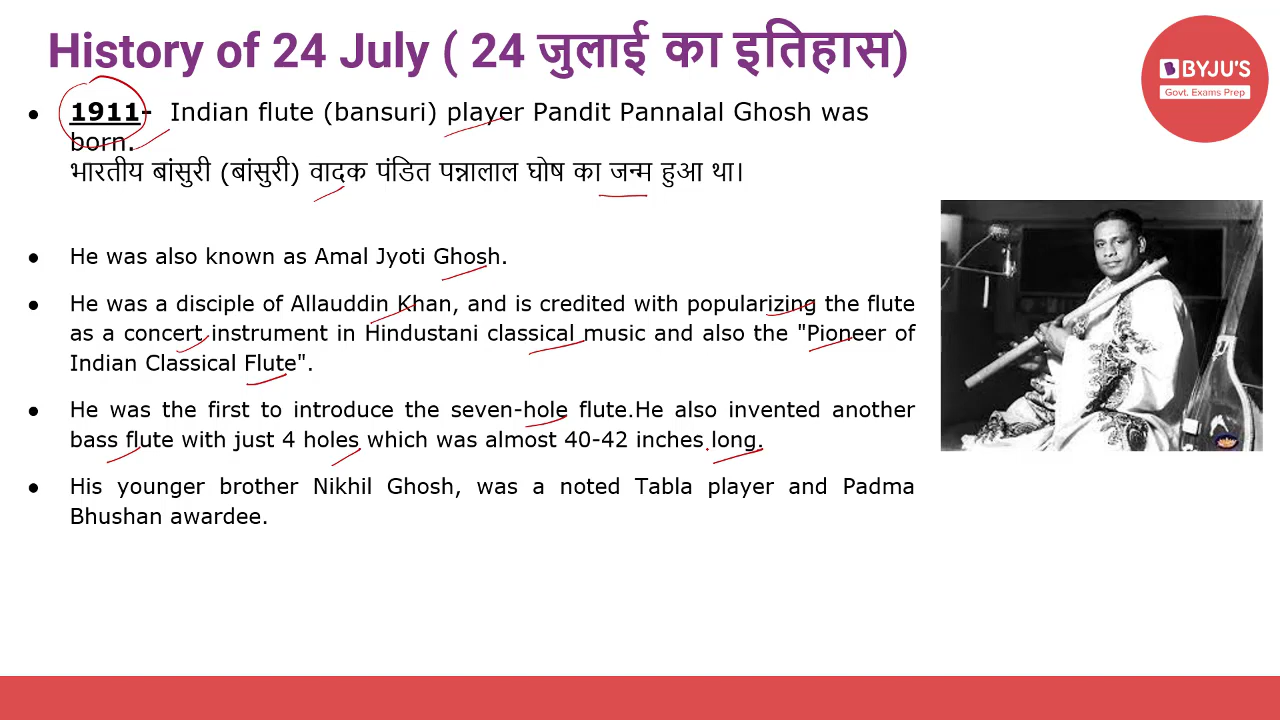 History of 24 July ( 24 जुलाई का इतिहास)
BYJU'S
Govt. Exams Prep
● 1911- Indian flute (bansuri) player Pandit Pannalal Ghosh was
born.
भारतीय बांसुरी (बांसुरी) वादक पंडित पन्नालाल घोष का जन्म हुआ था।
● He was also known as Amal Jyoti Ghosh.
● He was a disciple of Allauddin Khan, and is credited with popularizing the flute
as a concert instrument in Hindustani classical music and also the "Pioneer of
Indian Classical Flute".
● He was the first to introduce the seven-hole flute.He also invented another
bass flute with just 4 holes which was almost 40-42 inches long.
● His younger brother Nikhil Ghosh, was a noted Tabla player and Padma
Bhushan awardee.